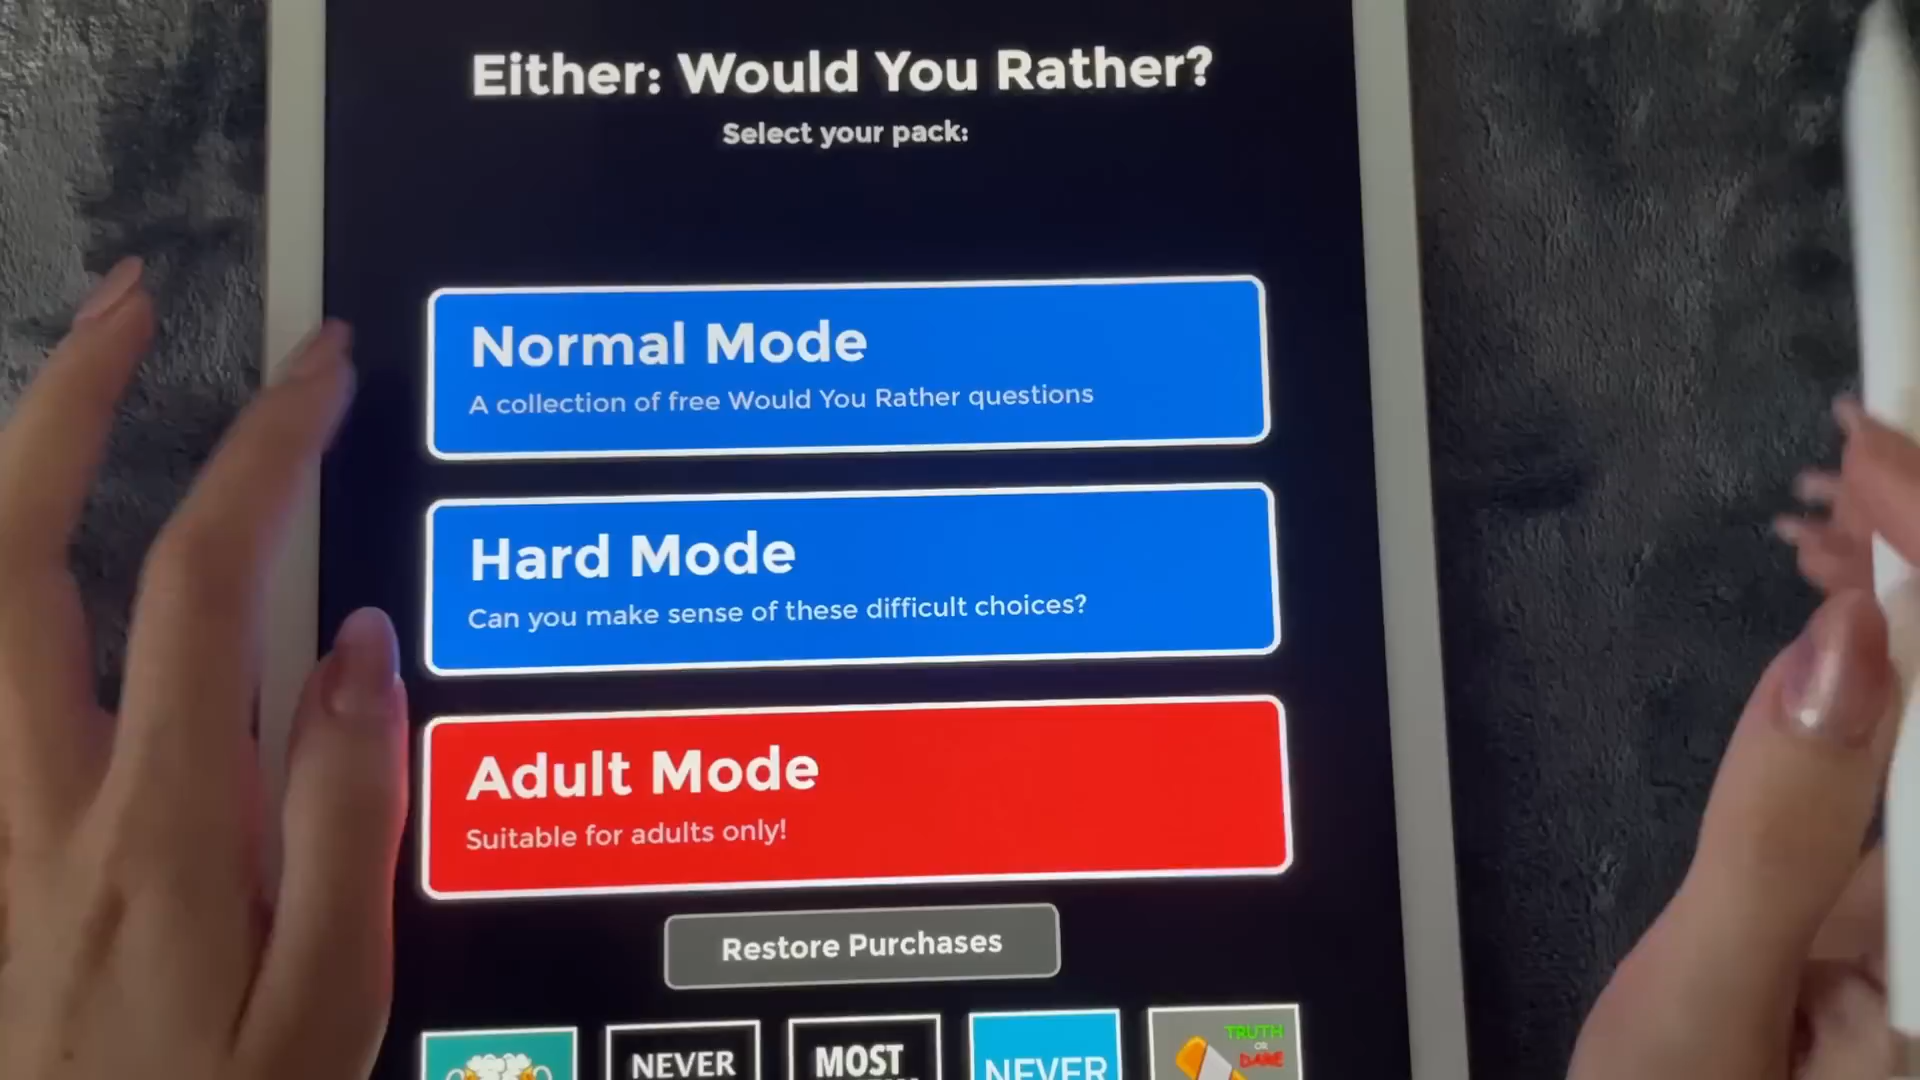 Either: Would You Rather?
Select your pack:
Normal Mode
A collection of free Would You Rather questions
Hard Mode
Can you make sense of these difficult choices?
Adult Mode
Suitable for adults only!
Restore Purchases
NEVER
MOST
NEVER
TRUTH
OR
DARE